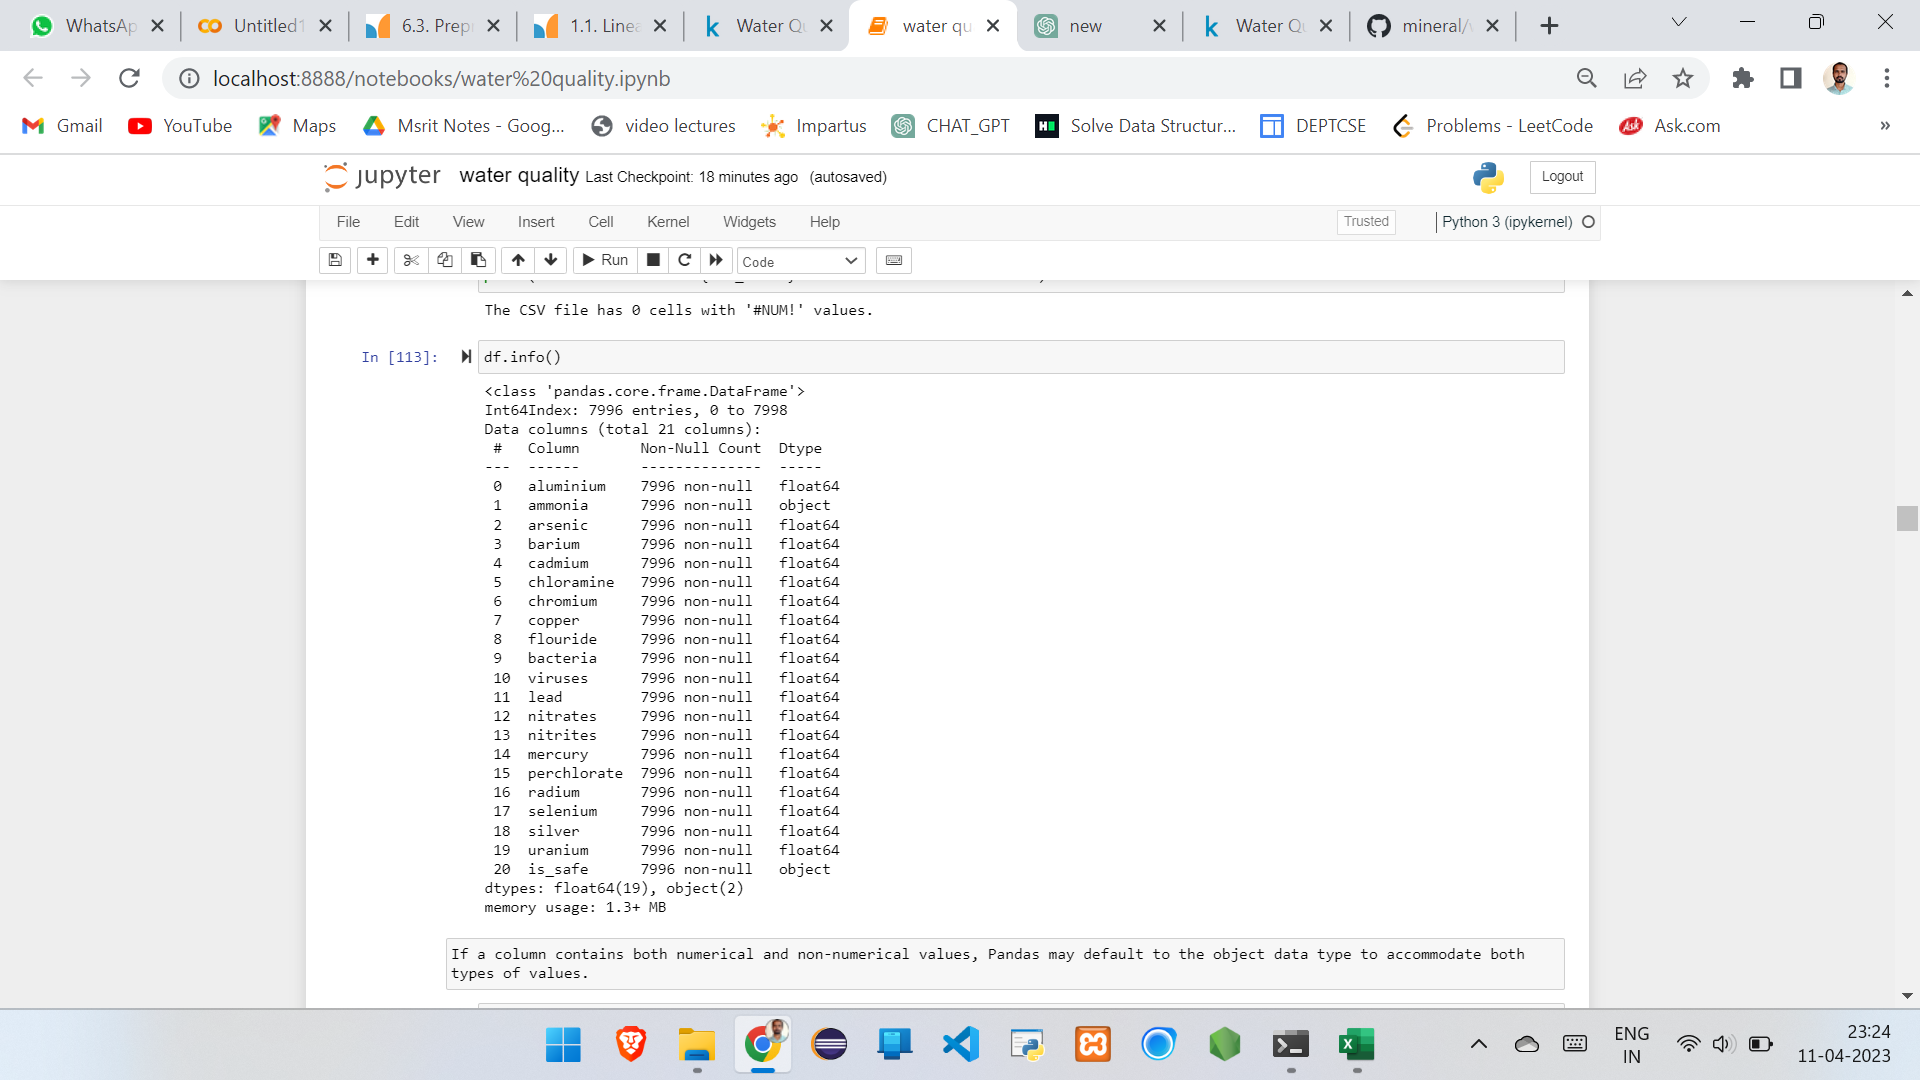 WhatsAp
Untitled1
6.3. Prep
1.1. Linea
Water Qu
water qu
new
Water Qu
mineral/
localhost:8888/notebooks/water%20quality.ipynb
Gmail YouTube Maps Msrit Notes - Goog... video lectures Impartus CHAT_GPT Solve Data Structur... DEPTCSE Problems - LeetCode Ask Ask.com »
jupyter water quality Last Checkpoint: 18 minutes ago (autosaved) Logout
File Edit View Insert Cell Kernel Widgets Help Trusted Python 3 (ipykernel)
Run Code
The CSV file has 0 cells with '#NUM!' values.
In [113]: df.info()
<class 'pandas.core.frame.DataFrame'>
Int64Index: 7996 entries, 0 to 7998
Data columns (total 21 columns):
# Column Non-Null Count Dtype
--- ------ -------------- -----
0 aluminium 7996 non-null float64
1 ammonia 7996 non-null object
2 arsenic 7996 non-null float64
3 barium 7996 non-null float64
4 cadmium 7996 non-null float64
5 chloramine 7996 non-null float64
6 chromium 7996 non-null float64
7 copper 7996 non-null float64
8 flouride 7996 non-null float64
9 bacteria 7996 non-null float64
10 viruses 7996 non-null float64
11 lead 7996 non-null float64
12 nitrates 7996 non-null float64
13 nitrites 7996 non-null float64
14 mercury 7996 non-null float64
15 perchlorate 7996 non-null float64
16 radium 7996 non-null float64
17 selenium 7996 non-null float64
18 silver 7996 non-null float64
19 uranium 7996 non-null float64
20 is_safe 7996 non-null object
dtypes: float64(19), object(2)
memory usage: 1.3+ MB
If a column contains both numerical and non-numerical values, Pandas may default to the object data type to accommodate both
types of values.
ENG
IN
23:24
11-04-2023